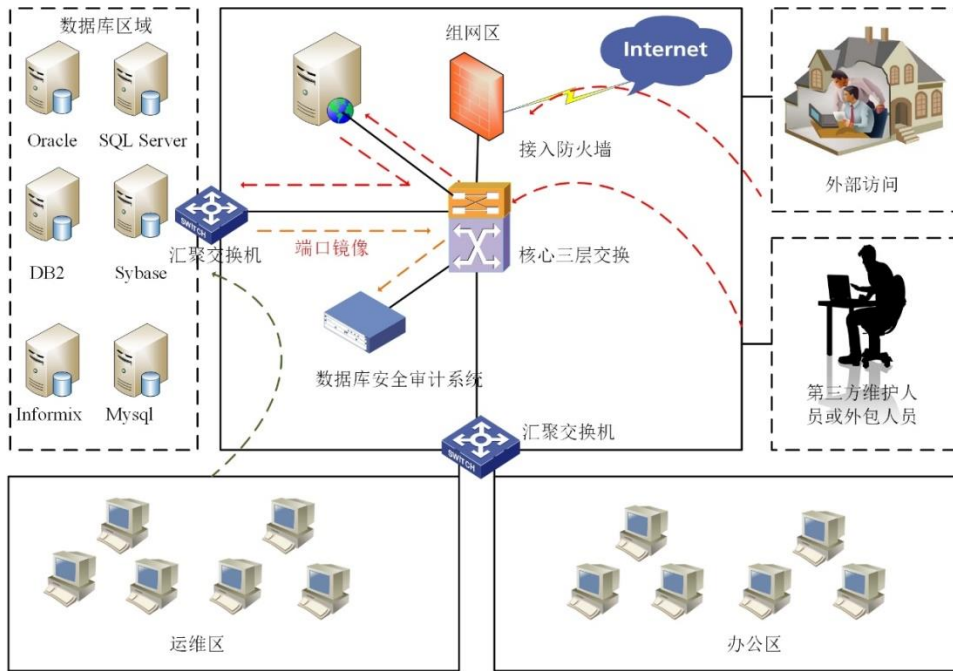 数据库区域
组网区
Internet
Oracle
SQL Server
接入防火墙
外部访问
SWITCH
汇聚交换机
端口镜像
核心三层交换
DB2
Sybase
数据库安全审计系统
Informix
Mysql
第三方维护人
员或外包人员
汇聚交换机
SWITCH
运维区
办公区